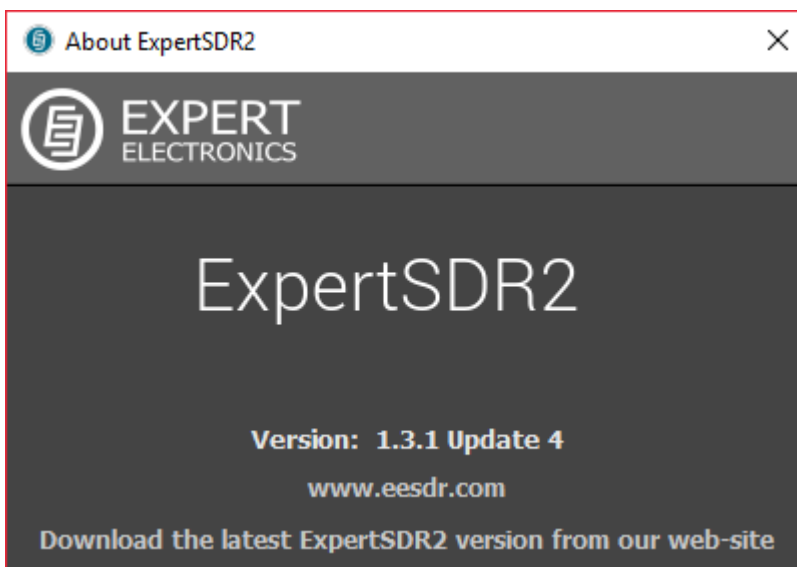 About ExpertSDR2
EXPERT
ELECTRONICS
ExpertSDR2
Version: 1.3.1 Update 4
www.eesdr.com
Download the latest ExpertSDR2 version from our web-site